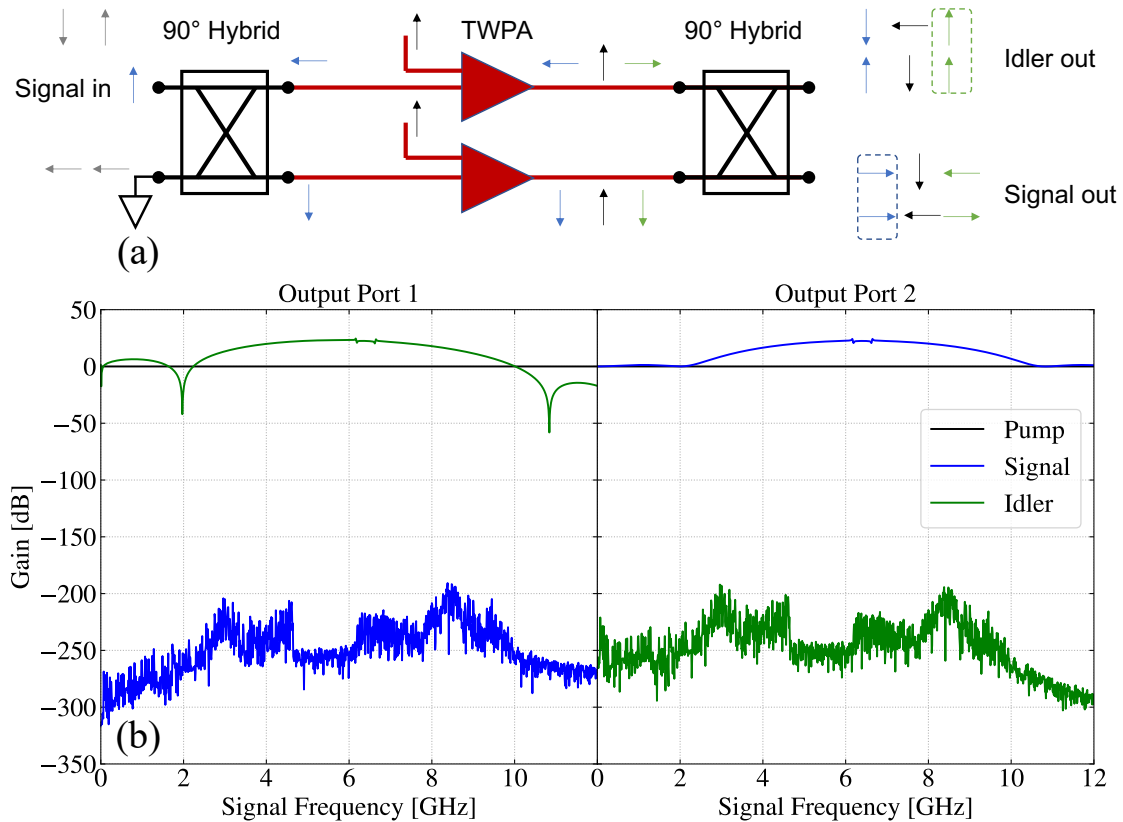 90° Hybrid TWPA 90° Hybrid
Signal in
Idler out
Signal out
(a)
Output Port 1 Output Port 2
50
0
−50
−100
−150
−200
−250
−300
−350
Gain [dB]
Pump
Signal
Idler
(b)
0 2 4 6 8 10 0 2 4 6 8 10 12
Signal Frequency [GHz] Signal Frequency [GHz]